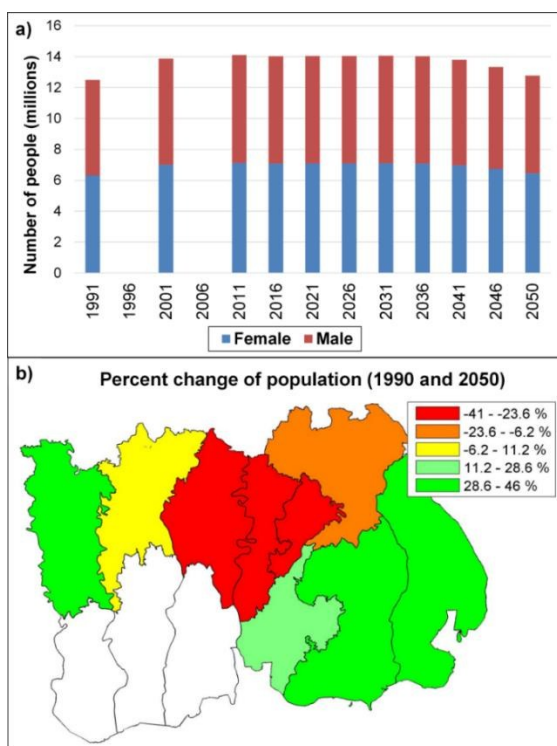 a)
Number of people (millions)
16
14
12
10
8
6
4
2
0
1991
1996
2001
2006
2011
2016
2021
2026
2031
2036
2041
2046
2050
Female Male
b)
Percent change of population (1990 and 2050)
-41 - -23.6 %
-23.6 - -6.2 %
-6.2 - 11.2 %
11.2 - 28.6 %
28.6 - 46 %